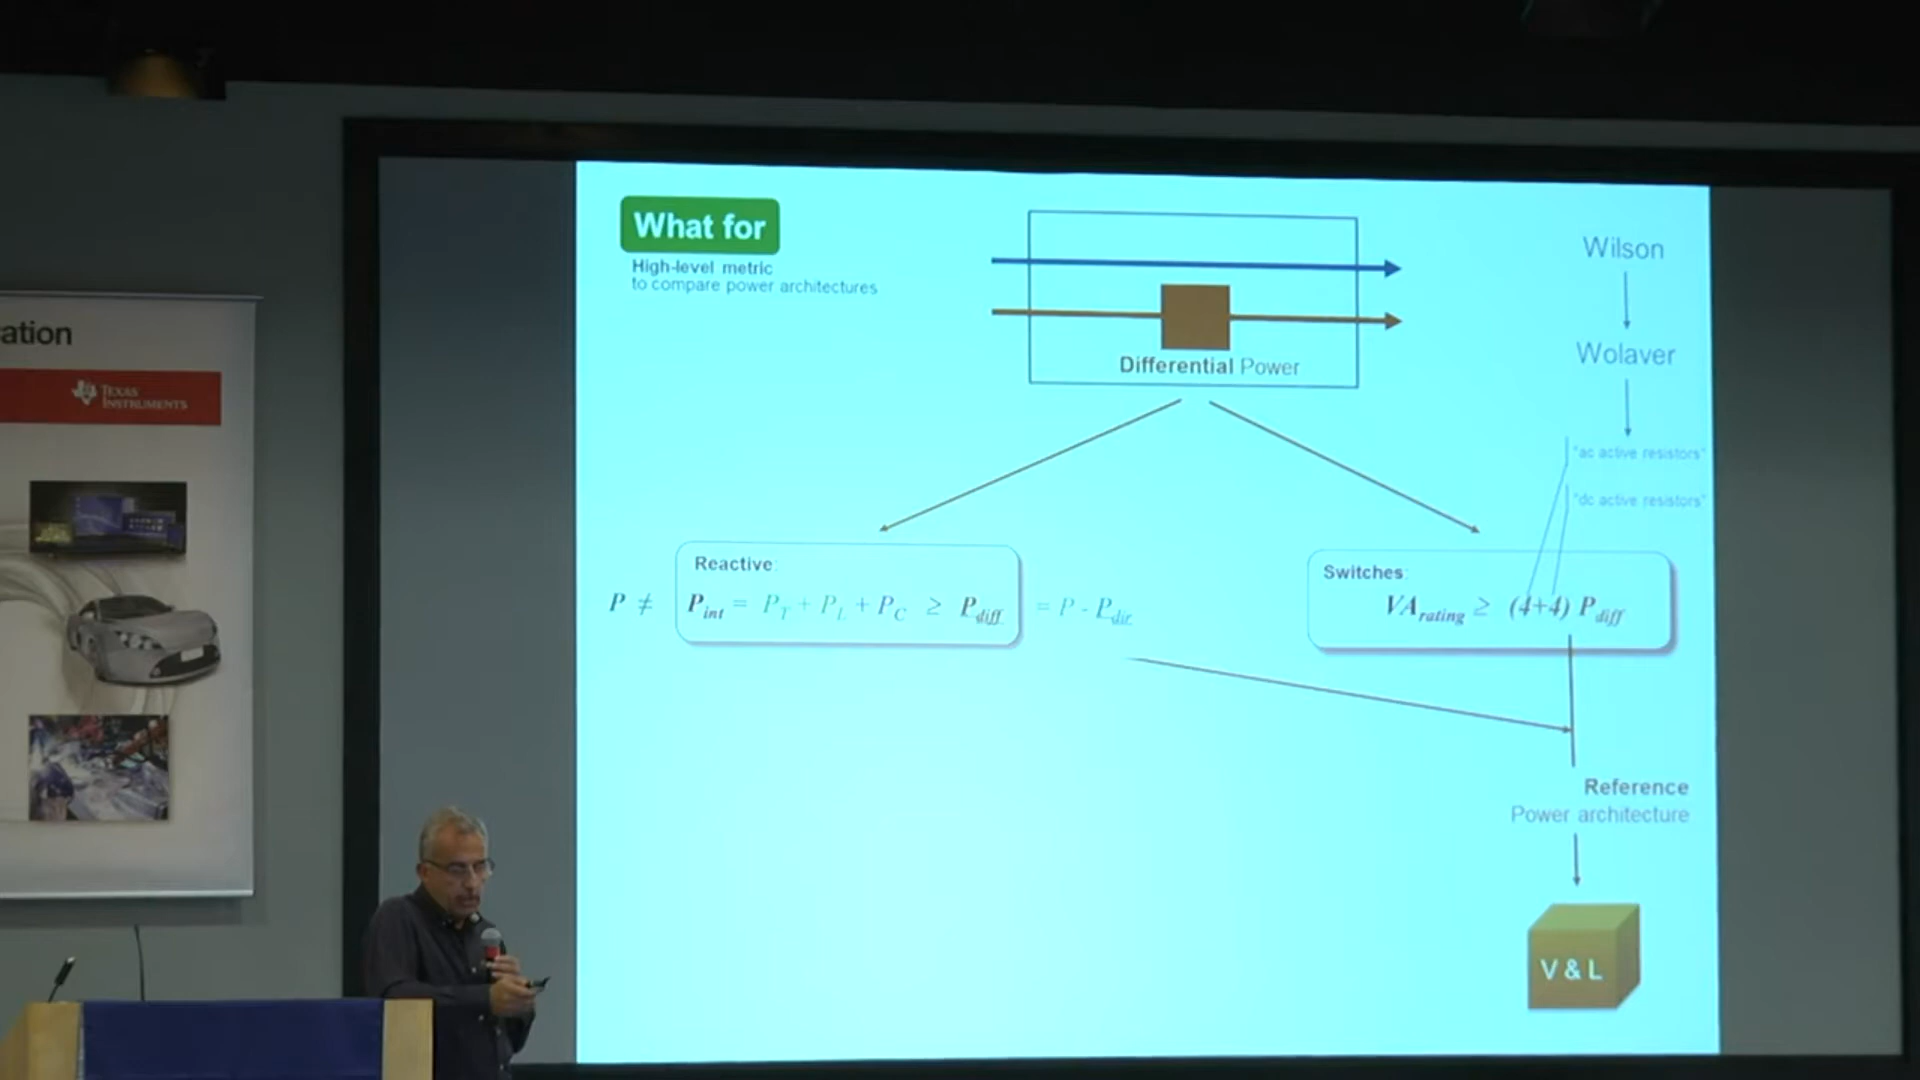 What for
High-level metric
to compare power architectures
Differential Power
Wilson
Wolaver
"ac active resistors"
"dc active resistors"
Reactive:
P ≠ P_int = P_T + P_L + P_C ≥ P_diff = P - P_dir
Switches:
VA_rating ≥ (4+4) P_diff
Reference
Power architecture
V & L
ation
TEXAS
INSTRUMENTS